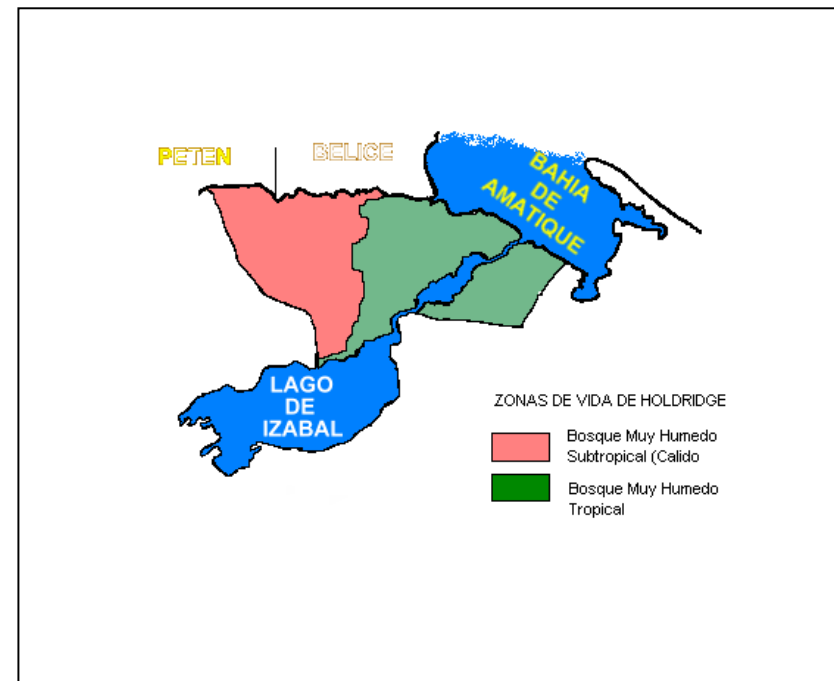 PETEN
BELICE
BAHIA
DE
AMATIQUE
LAGO
DE
IZABAL
ZONAS DE VIDA DE HOLDRIDGE
Bosque Muy Humedo
Subtropical (Calido
Bosque Muy Humedo
Tropical